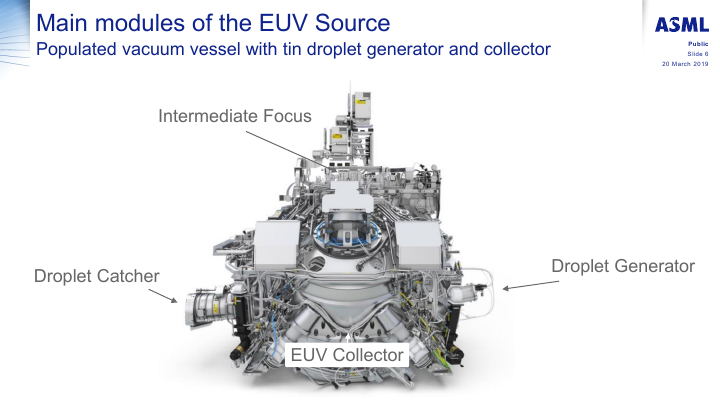 Main modules of the EUV Source
Populated vacuum vessel with tin droplet generator and collector
ASML
Public
Slide 6
20 March 2019
Intermediate Focus
Droplet Catcher
Droplet Generator
EUV Collector